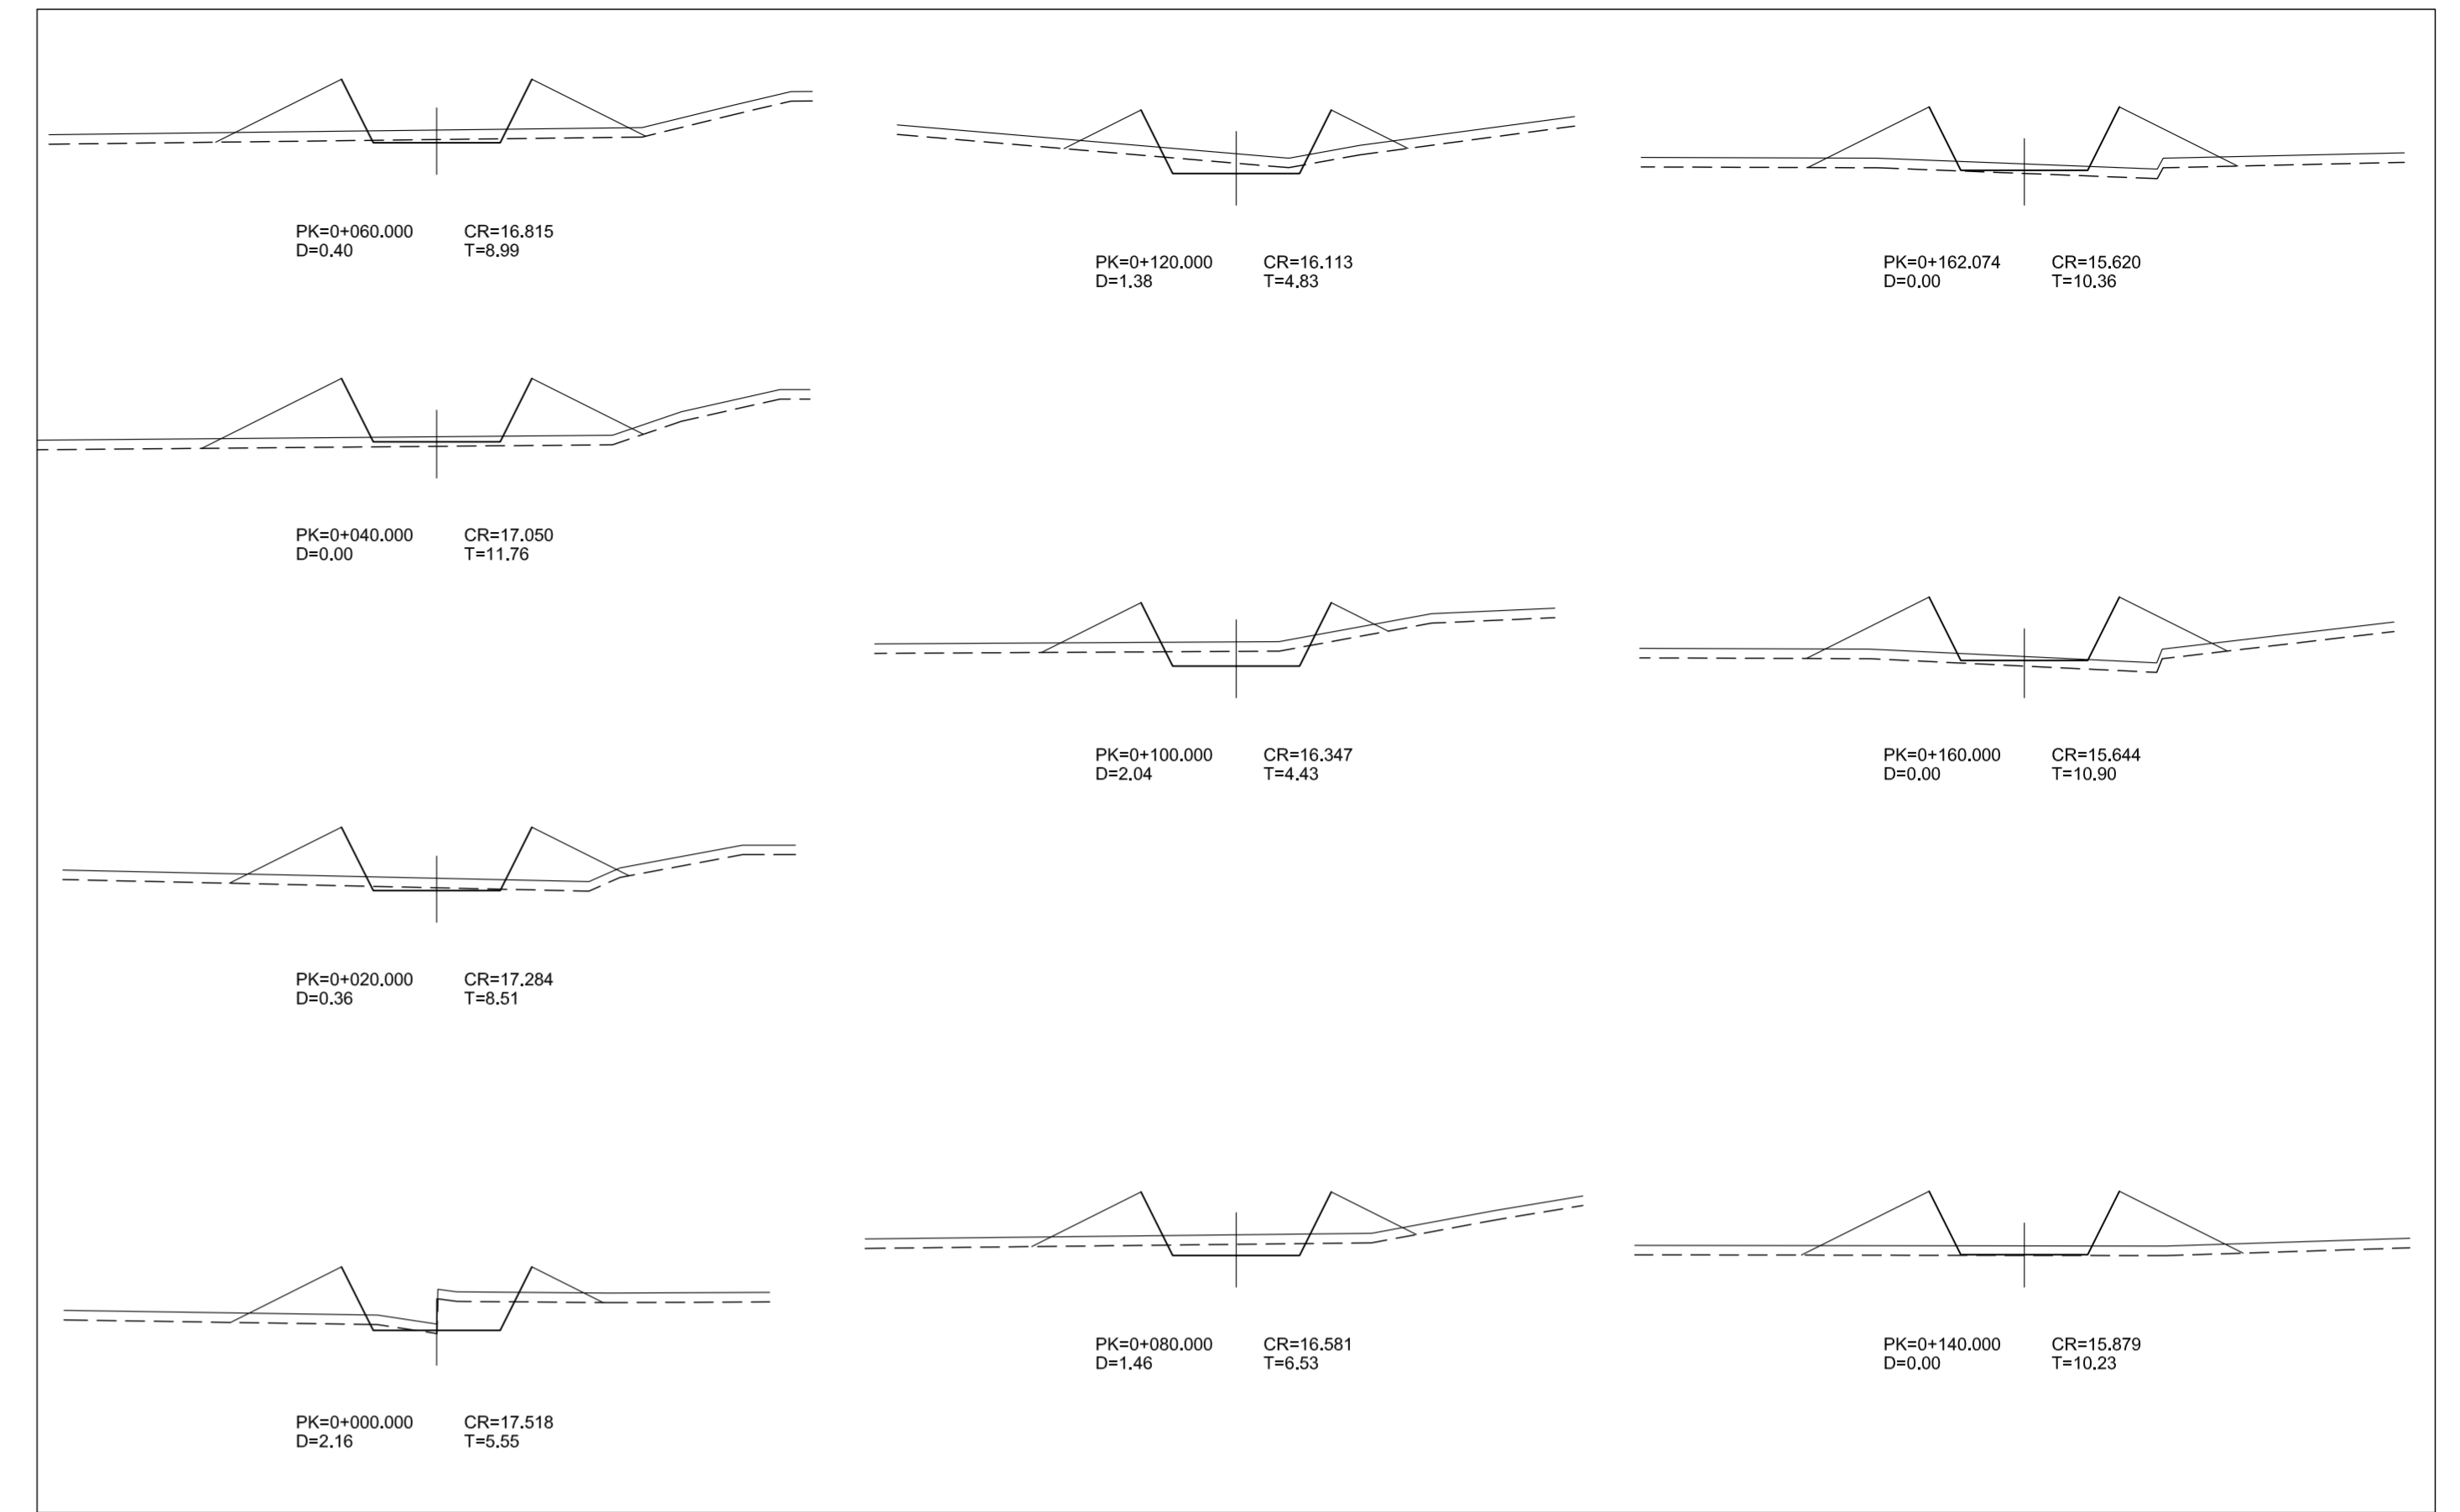 PK=0+060.000 CR=16.815
D=0.40 T=8.99
PK=0+040.000 CR=17.050
D=0.00 T=11.76
PK=0+020.000 CR=17.284
D=0.36 T=8.51
PK=0+000.000 CR=17.518
D=2.16 T=5.55
PK=0+120.000 CR=16.113
D=1.38 T=4.83
PK=0+100.000 CR=16.347
D=2.04 T=4.43
PK=0+080.000 CR=16.581
D=1.46 T=6.53
PK=0+162.074 CR=15.620
D=0.00 T=10.36
PK=0+160.000 CR=15.644
D=0.00 T=10.90
PK=0+140.000 CR=15.879
D=0.00 T=10.23